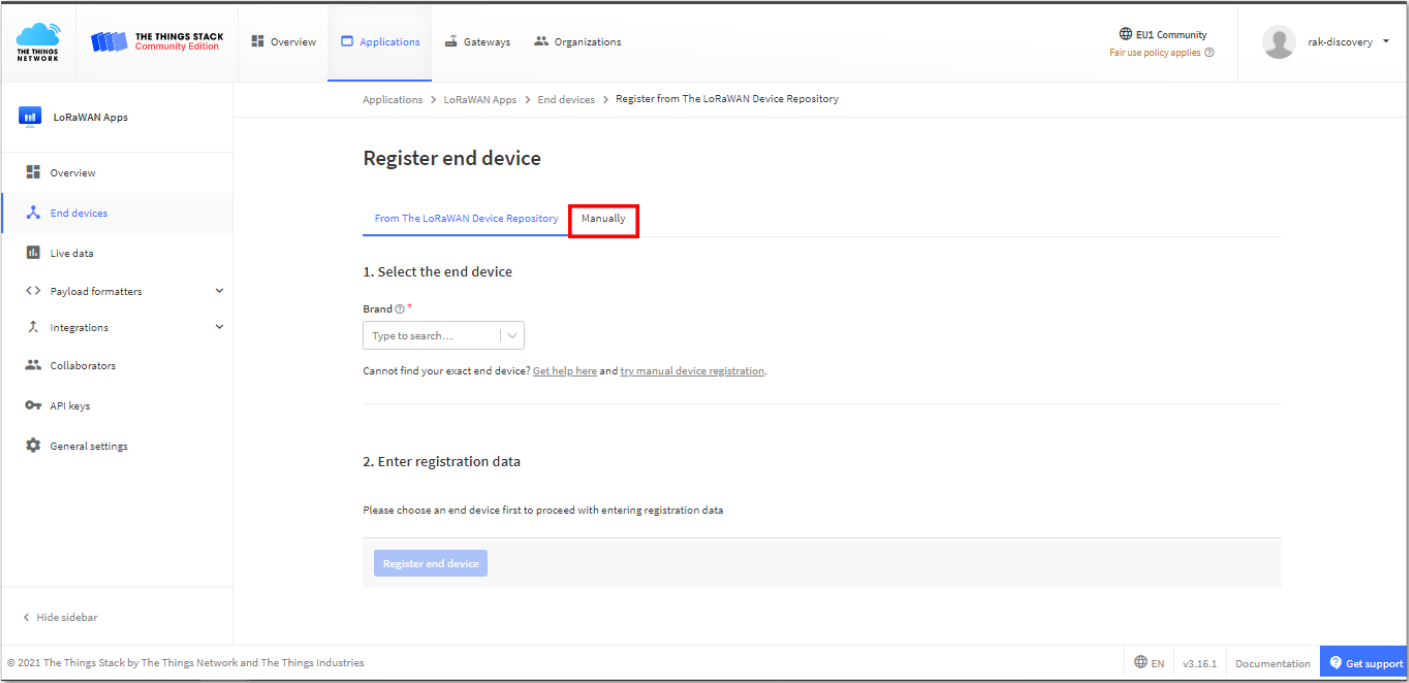 THE THINGS
NETWORK
THE THINGS STACK
Community Edition
Overview
Applications
Gateways
Organizations
EU1 Community
Fair use policy applies
rak-discovery
LoRaWAN Apps
Applications > LoRaWAN Apps > End devices > Register from The LoRaWAN Device Repository
Register end device
Overview
End devices
From The LoRaWAN Device Repository
Manually
Live data
1. Select the end device
Payload formatters
Brand *
Integrations
Type to search...
Collaborators
Cannot find your exact end device? Get help here and try manual device registration.
API keys
General settings
2. Enter registration data
Please choose an end device first to proceed with entering registration data
Register end device
< Hide sidebar
© 2021 The Things Stack by The Things Network and The Things Industries
EN
v3.16.1
Documentation
Get support